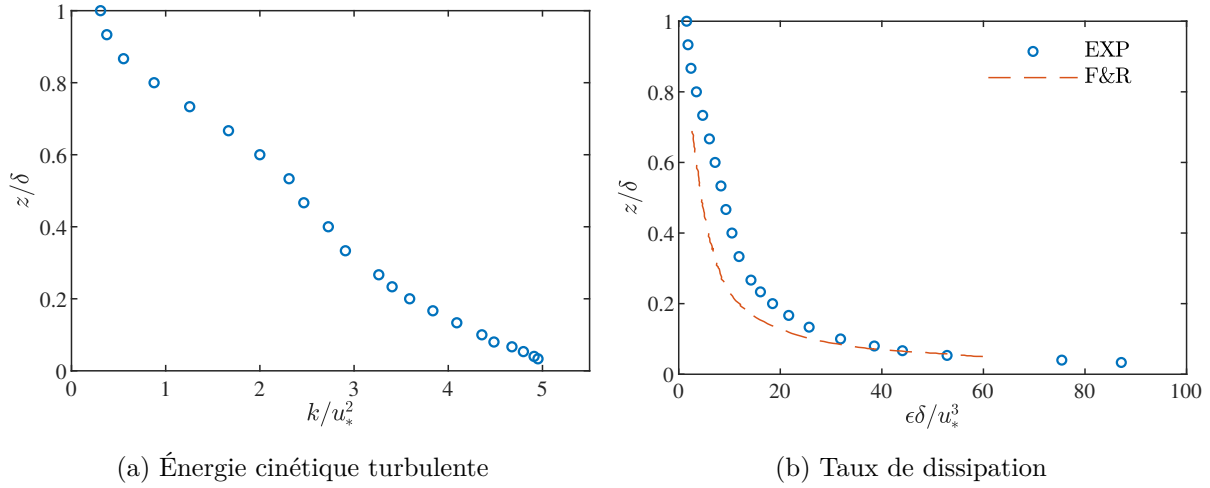 1
0.8
0.6
0.4
0.2
0
z/δ
0 1 2 3 4 5
k/u_*^2
(a) Énergie cinétique turbulente
1
0.8
0.6
0.4
0.2
0
z/δ
EXP
F&R
0 20 40 60 80 100
ϵδ/u_*^3
(b) Taux de dissipation